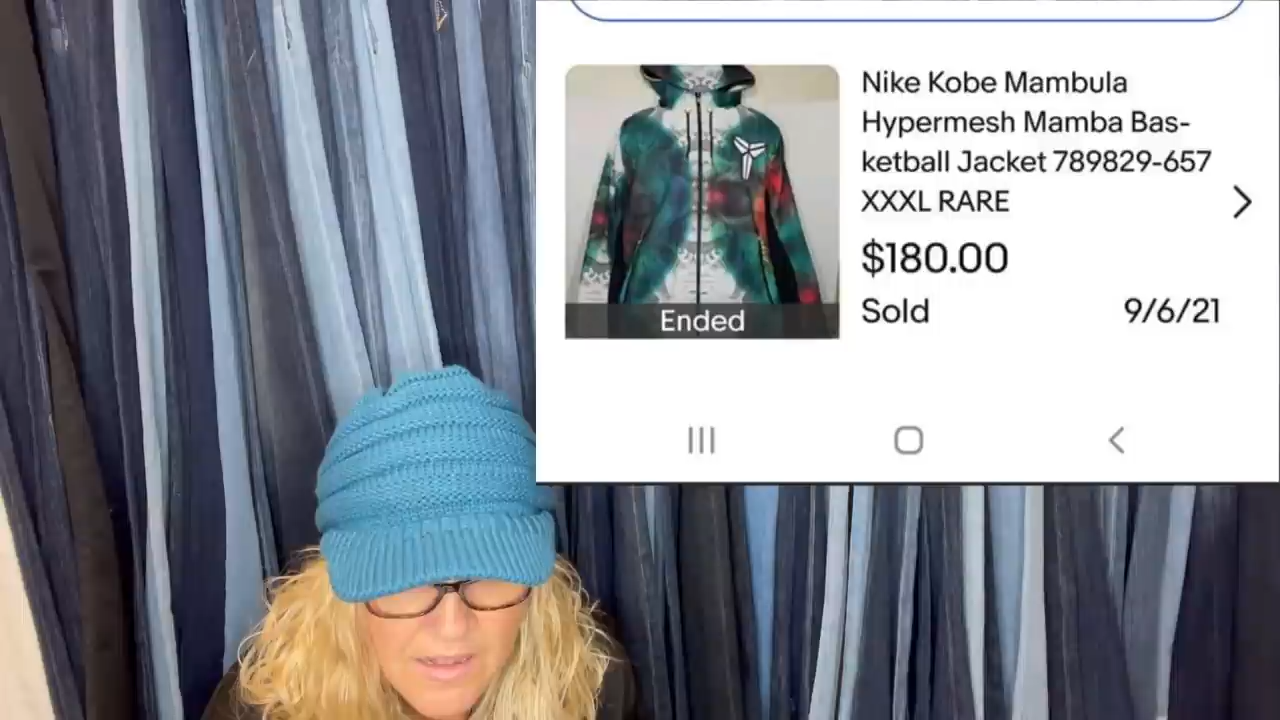 Nike Kobe Mambula
Hypermesh Mamba Bas-
ketball Jacket 789829-657
XXXL RARE
$180.00
Sold 9/6/21
Ended